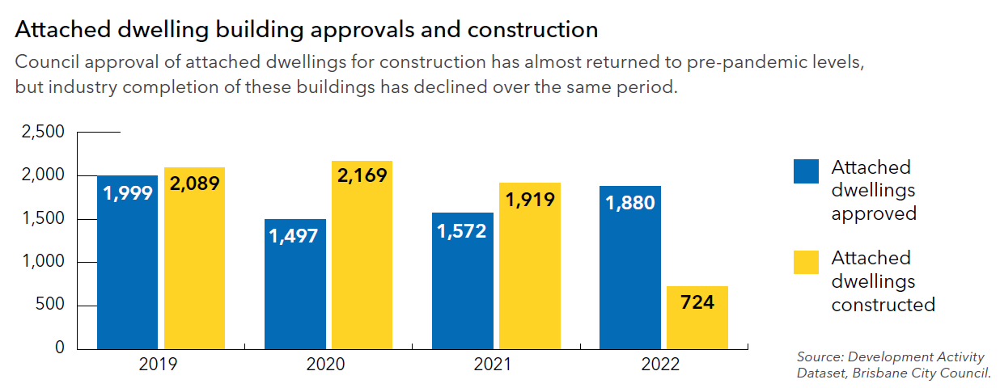 Attached dwelling building approvals and construction
Council approval of attached dwellings for construction has almost returned to pre-pandemic levels,
but industry completion of these buildings has declined over the same period.
2,500
2,000
1,500
1,000
500
0
1,999
2,089
1,497
2,169
1,572
1,919
1,880
724
2019
2020
2021
2022
Attached
dwellings
approved
Attached
dwellings
constructed
Source: Development Activity
Dataset, Brisbane City Council.